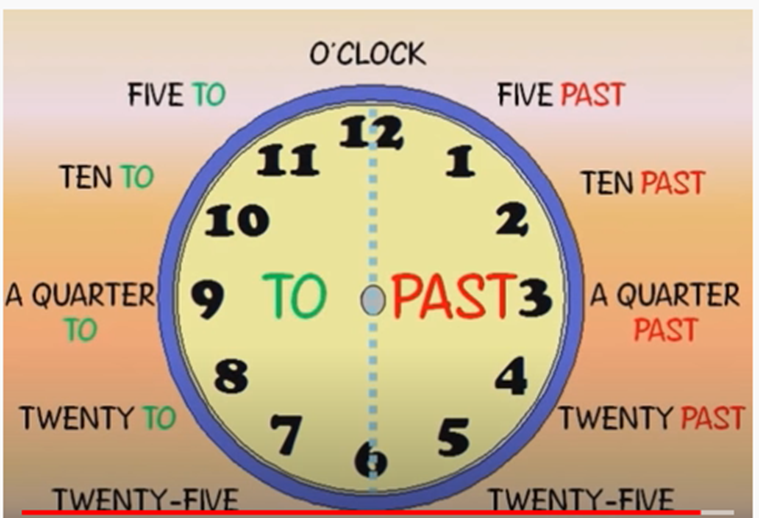 O'CLOCK
FIVE TO
FIVE PAST
12
11
1
TEN TO
TEN PAST
10
2
A QUARTER
TO
9
TO
PAST
3
A QUARTER
PAST
8
4
TWENTY TO
TWENTY PAST
7
5
6
TWENTY-FIVE
TWENTY-FIVE